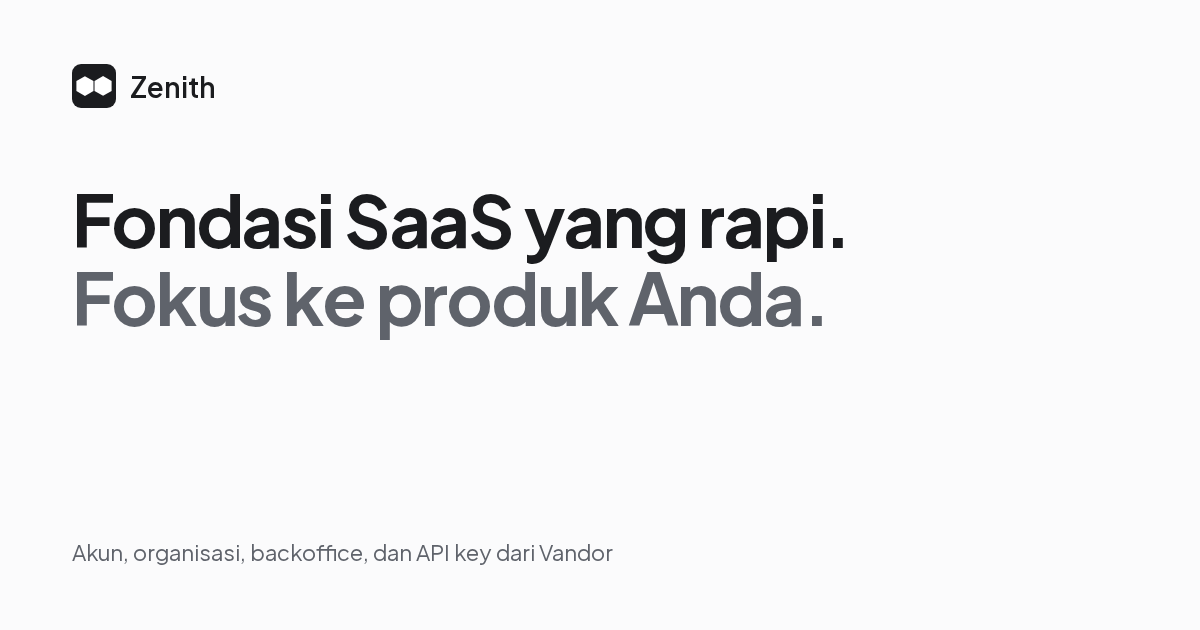 Zenith
Fondasi SaaS yang rapi.
Fokus ke produk Anda.
Akun, organisasi, backoffice, dan API key dari Vandor